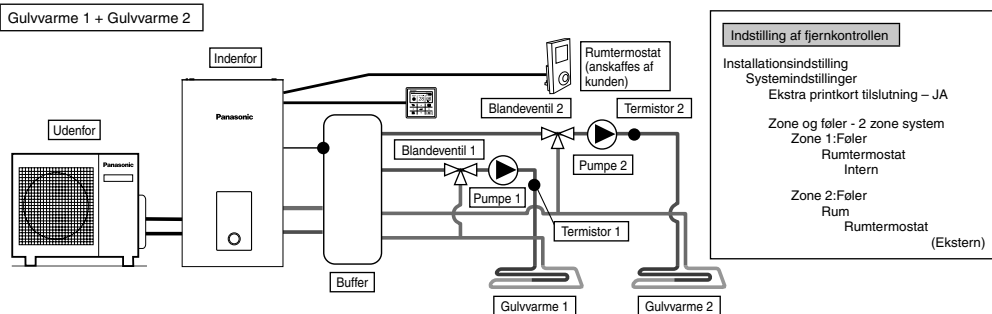 Gulvvarme 1 + Gulvvarme 2
Indenfor
Rumtermostat
(anskaffes af
kunden)
Udenfor
Panasonic
Panasonic
Blandeventil 2
Termistor 2
Blandeventil 1
Pumpe 2
Pumpe 1
Termistor 1
Buffer
Gulvvarme 1
Gulvvarme 2
Indstilling af fjernkontrollen
Installationsindstilling
Systemindstillinger
Ekstra printkort tilslutning – JA
Zone og føler - 2 zone system
Zone 1:Føler
Rumtermostat
Intern
Zone 2:Føler
Rum
Rumtermostat
(Ekstern)